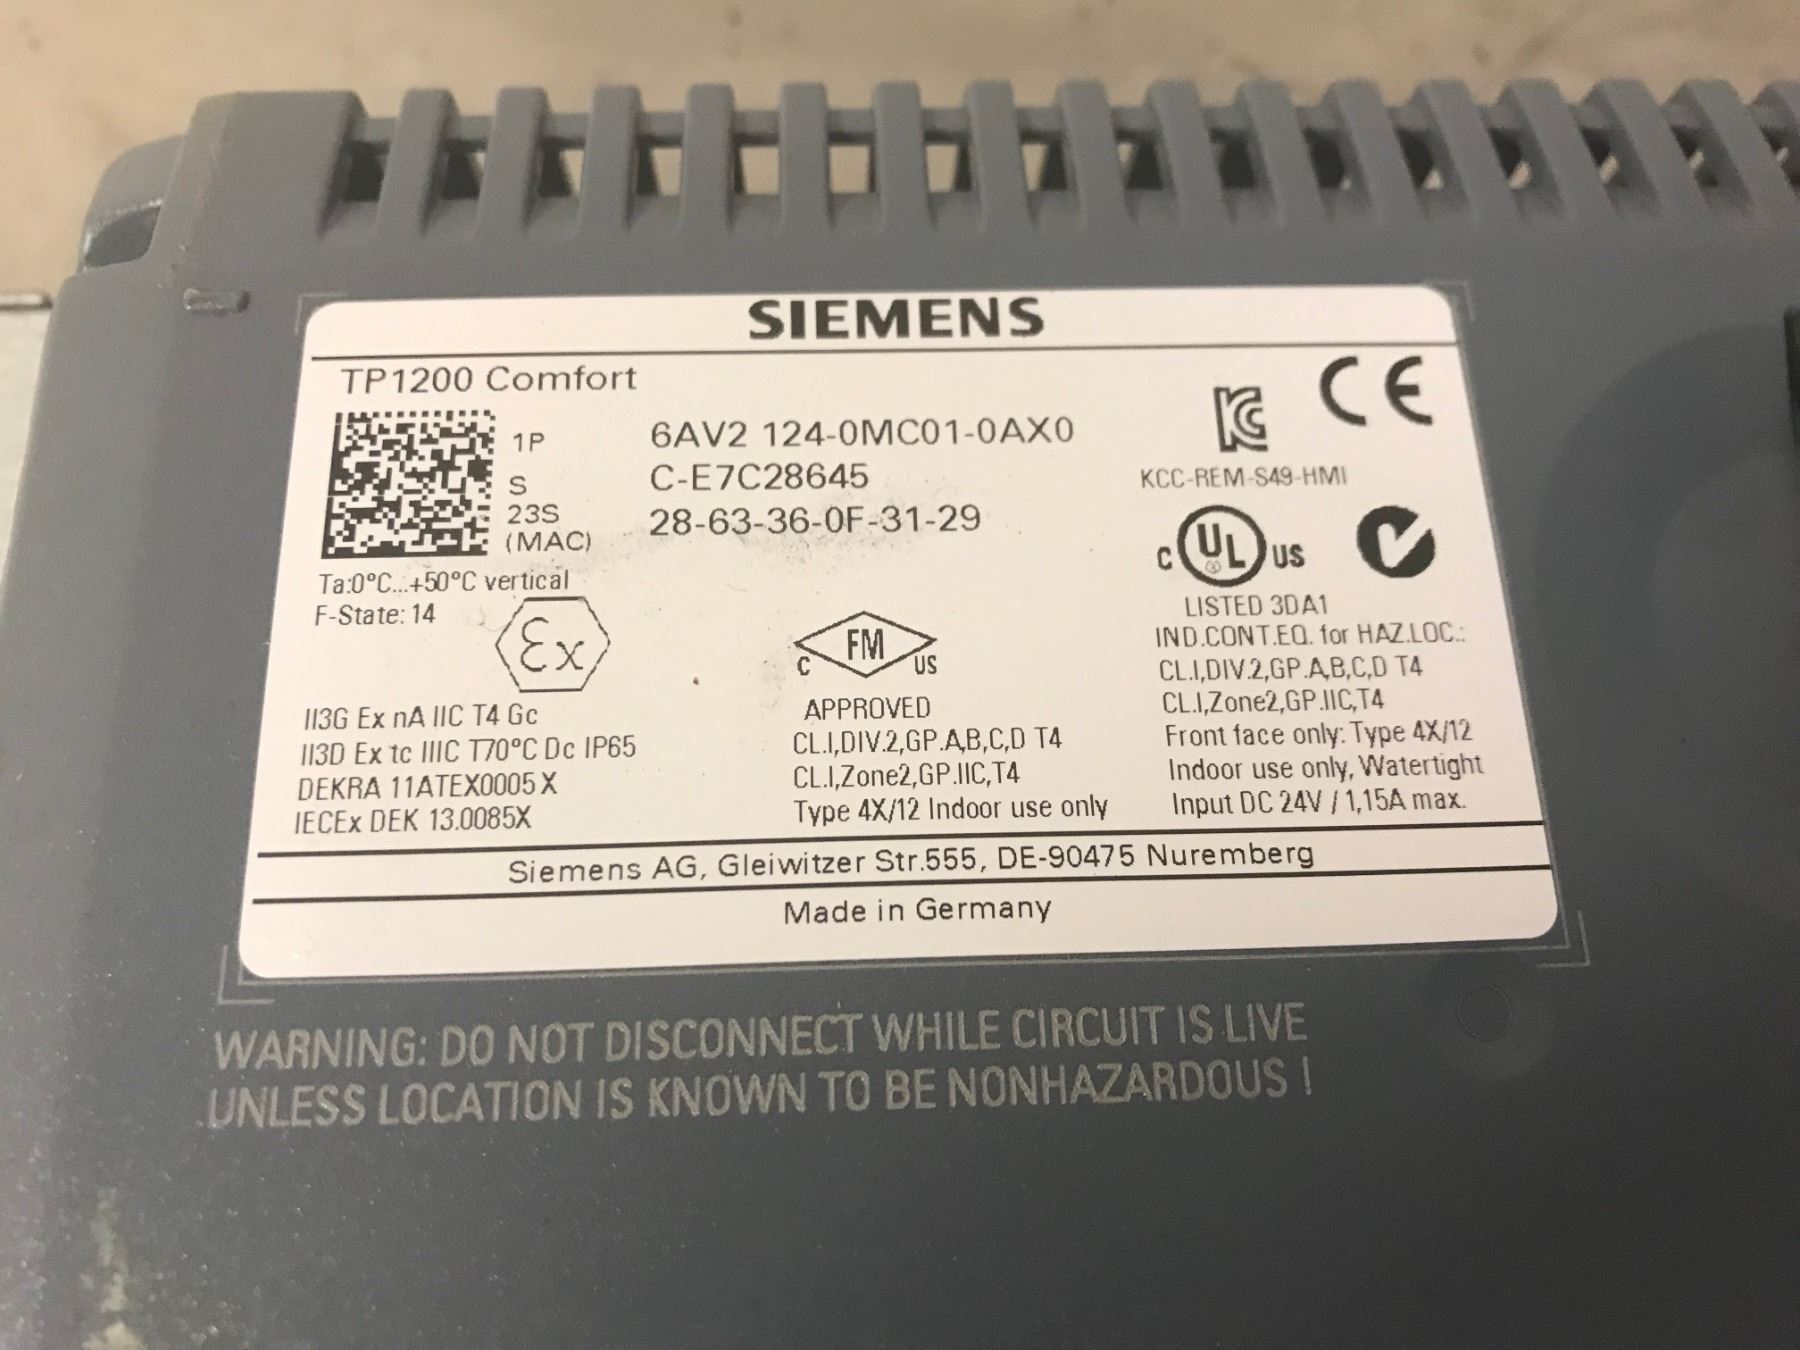 SIEMENS
TP1200 Comfort
1P 6AV2 124-0MC01-0AX0
S C-E7C28645
23S 28-63-36-0F-31-29
(MAC)
Ta:0°C...+50°C vertical
F-State: 14
Ex
II3G Ex nA IIC T4 Gc
II3D Ex tc IIIC T70°C Dc IP65
DEKRA 11ATEX0005 X
IECEx DEK 13.0085X
C FM US
APPROVED
CL.I,DIV.2,GP.A,B,C,D T4
CL.I,Zone2,GP.IIC,T4
Type 4X/12 Indoor use only
KC CE
KCC-REM-S49-HMI
C UL US
LISTED 3DA1
IND.CONT.EQ. for HAZ.LOC.:
CL.I,DIV.2,GP.A,B,C,D T4
CL.I,Zone2,GP.IIC,T4
Front face only: Type 4X/12
Indoor use only, Watertight
Input DC 24V / 1,15A max.
Siemens AG, Gleiwitzer Str.555, DE-90475 Nuremberg
Made in Germany
WARNING: DO NOT DISCONNECT WHILE CIRCUIT IS LIVE
UNLESS LOCATION IS KNOWN TO BE NONHAZARDOUS !